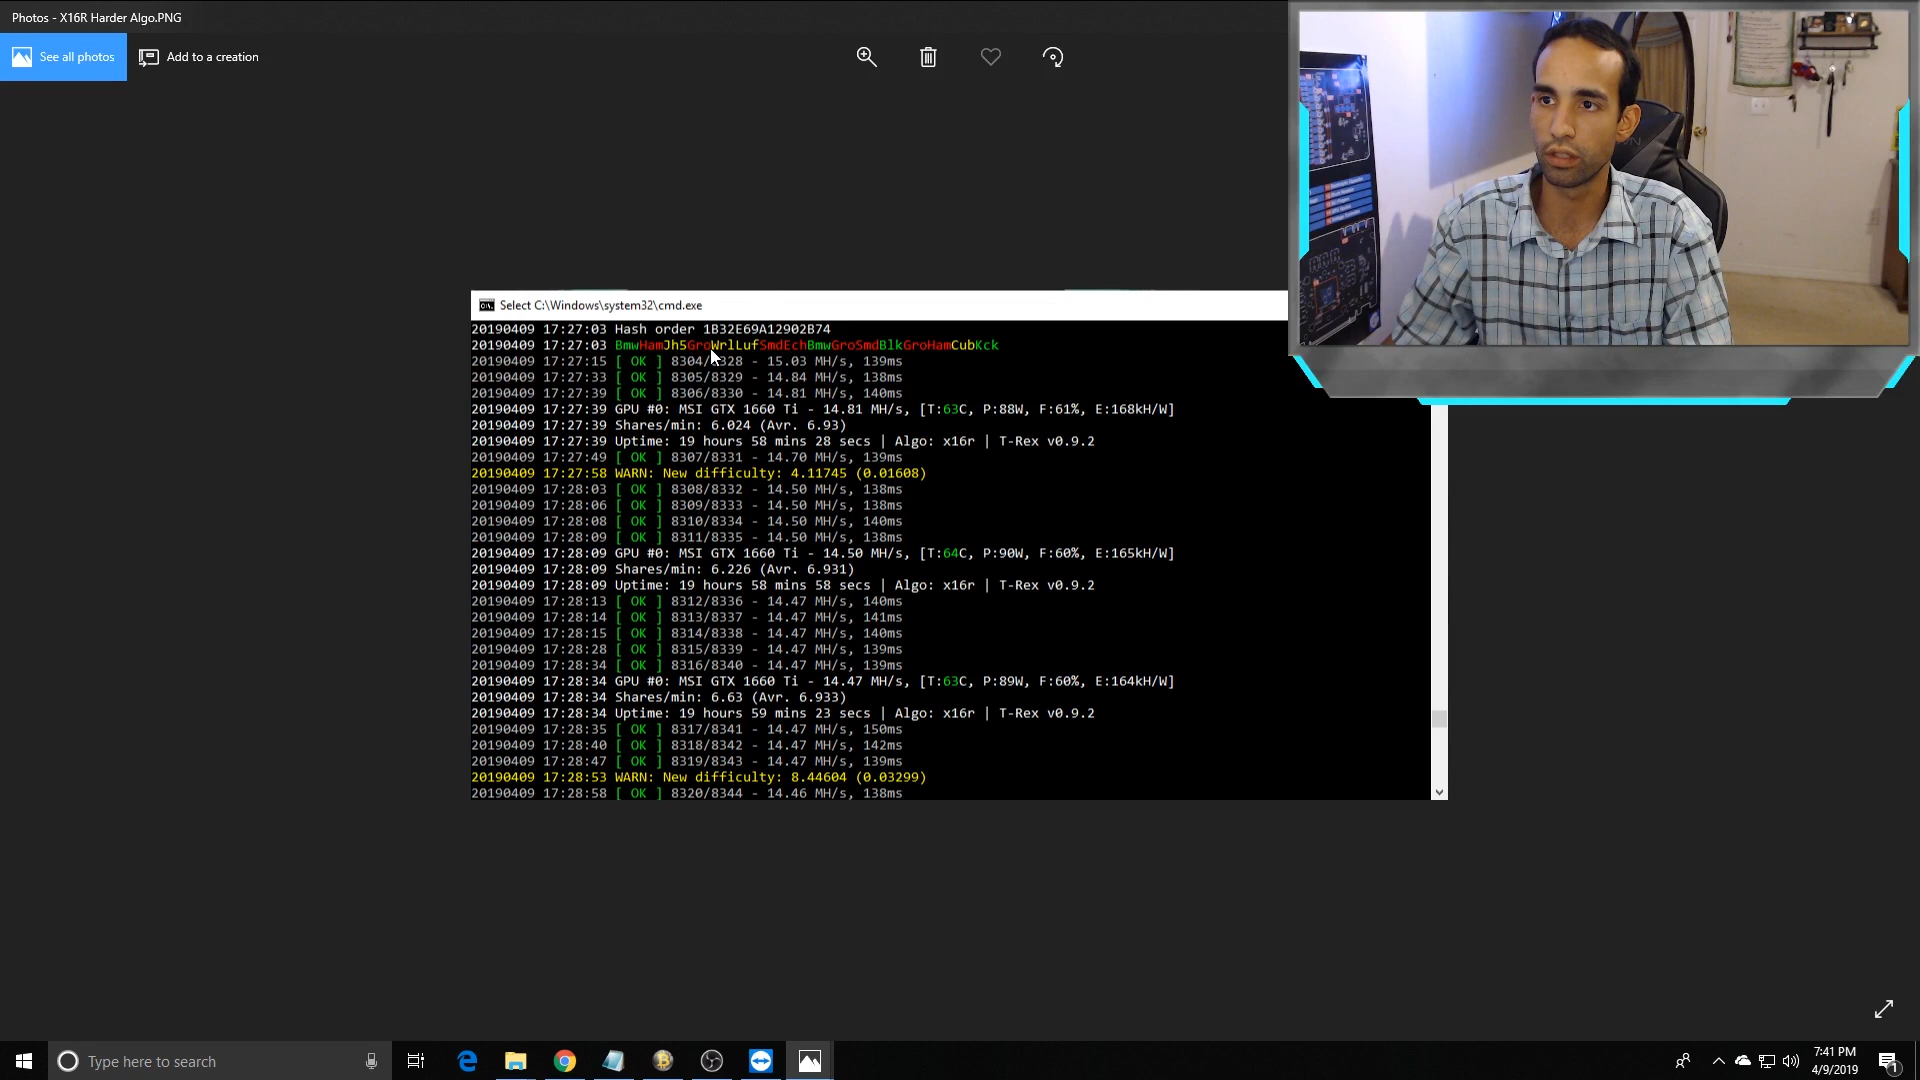 Photos - X16R Harder Algo.PNG
See all photos
Add to a creation
Select C:\Windows\system32\cmd.exe
20190409 17:27:03 Hash order 1B32E69A12902B74
20190409 17:27:03 BmwHamJh5GroWrlLufSmdEchBmwGroSmdBlkGroHamCubKck
20190409 17:27:15 [ OK ] 8304/8328 - 15.03 MH/s, 139ms
20190409 17:27:33 [ OK ] 8305/8329 - 14.84 MH/s, 138ms
20190409 17:27:39 [ OK ] 8306/8330 - 14.81 MH/s, 140ms
20190409 17:27:39 GPU #0: MSI GTX 1660 Ti - 14.81 MH/s, [T:63C, P:88W, F:61%, E:168kH/W]
20190409 17:27:39 Shares/min: 6.024 (Avr. 6.93)
20190409 17:27:39 Uptime: 19 hours 58 mins 28 secs | Algo: x16r | T-Rex v0.9.2
20190409 17:27:49 [ OK ] 8307/8331 - 14.70 MH/s, 139ms
20190409 17:27:58 WARN: New difficulty: 4.11745 (0.01608)
20190409 17:28:03 [ OK ] 8308/8332 - 14.50 MH/s, 138ms
20190409 17:28:06 [ OK ] 8309/8333 - 14.50 MH/s, 138ms
20190409 17:28:08 [ OK ] 8310/8334 - 14.50 MH/s, 140ms
20190409 17:28:09 [ OK ] 8311/8335 - 14.50 MH/s, 138ms
20190409 17:28:09 GPU #0: MSI GTX 1660 Ti - 14.50 MH/s, [T:64C, P:90W, F:60%, E:165kH/W]
20190409 17:28:09 Shares/min: 6.226 (Avr. 6.931)
20190409 17:28:09 Uptime: 19 hours 58 mins 58 secs | Algo: x16r | T-Rex v0.9.2
20190409 17:28:13 [ OK ] 8312/8336 - 14.47 MH/s, 140ms
20190409 17:28:14 [ OK ] 8313/8337 - 14.47 MH/s, 141ms
20190409 17:28:15 [ OK ] 8314/8338 - 14.47 MH/s, 140ms
20190409 17:28:28 [ OK ] 8315/8339 - 14.47 MH/s, 139ms
20190409 17:28:34 [ OK ] 8316/8340 - 14.47 MH/s, 139ms
20190409 17:28:34 GPU #0: MSI GTX 1660 Ti - 14.47 MH/s, [T:63C, P:89W, F:60%, E:164kH/W]
20190409 17:28:34 Shares/min: 6.63 (Avr. 6.933)
20190409 17:28:34 Uptime: 19 hours 59 mins 23 secs | Algo: x16r | T-Rex v0.9.2
20190409 17:28:35 [ OK ] 8317/8341 - 14.47 MH/s, 150ms
20190409 17:28:40 [ OK ] 8318/8342 - 14.47 MH/s, 142ms
20190409 17:28:47 [ OK ] 8319/8343 - 14.47 MH/s, 139ms
20190409 17:28:53 WARN: New difficulty: 8.44604 (0.03299)
20190409 17:28:58 [ OK ] 8320/8344 - 14.46 MH/s, 138ms
Type here to search
7:41 PM
4/9/2019
1